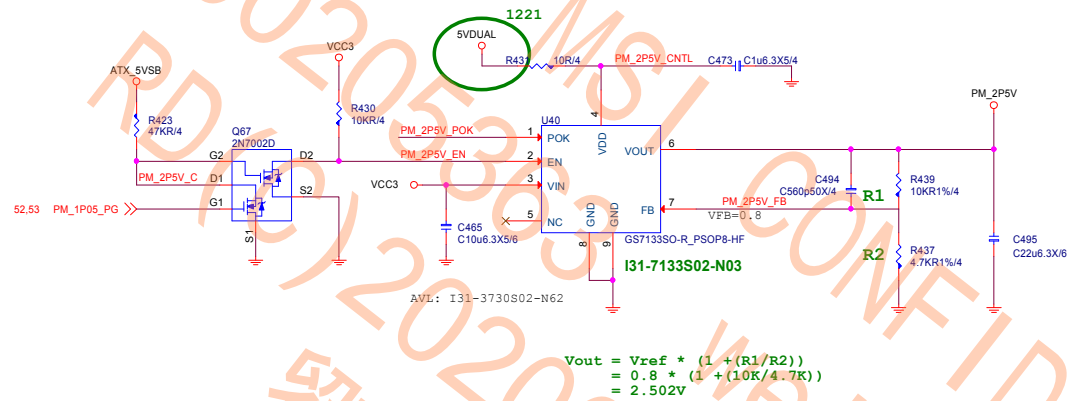 1221
5VDUAL
VCC3
ATX_5VSB
R431 10R/4
PM_2P5V_CNTL
C473 C1u6.3X5/4
PM_2P5V
R423
47KR/4
R430
10KR/4
Q67
2N7002D
U40
4
PM_2P5V_POK
1 POK
VDD
VOUT 6
G2
D2
PM_2P5V_EN
2 EN
PM_2P5V_C
D1
VCC3
3 VIN
C494
C560p50X/4
R1
R439
10KR1%/4
S2
52,53 PM_1P05_PG
G1
PM_2P5V_FB
FB 7
VFB=0.8
5 NC
GND
GND
S1
C465
C10u6.3X5/6
8
9
GS7133SO-R_PSOP8-HF
R2
R437
4.7KR1%/4
C495
C22u6.3X/6
I31-7133S02-N03
AVL: I31-3730S02-N62
Vout = Vref * (1 +(R1/R2))
= 0.8 * (1 +(10K/4.7K))
= 2.502V
MSI CONFID